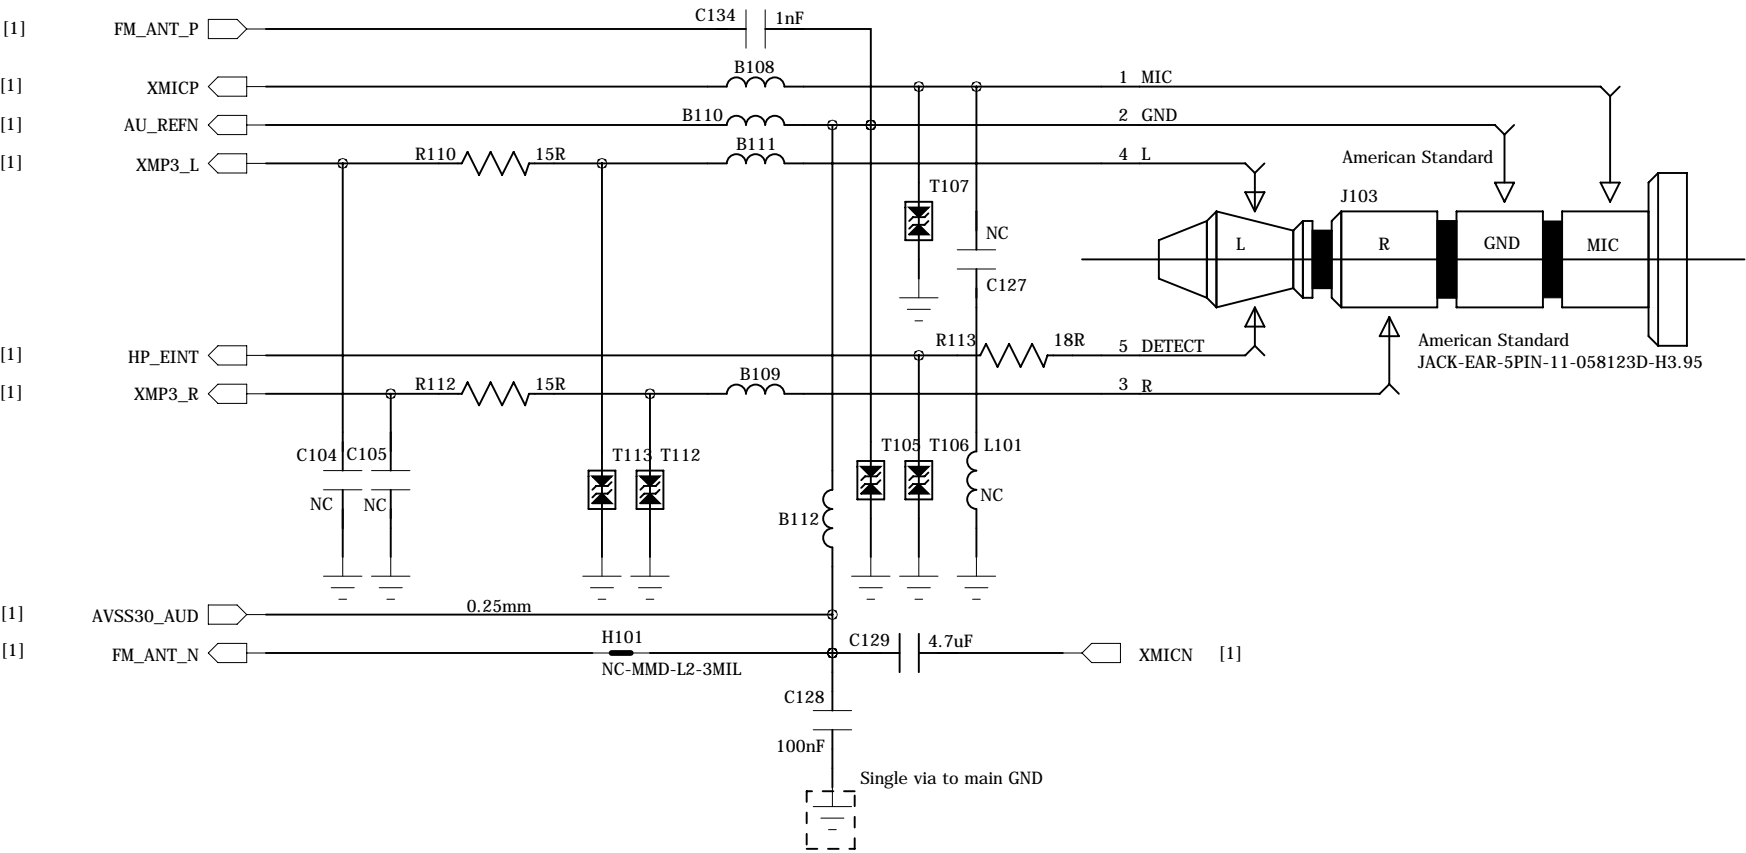 [1] FM_ANT_P C134 1nF
[1] XMICP B108 1 MIC
[1] AU_REFN B110 2 GND
[1] XMP3_L R110 15R B111 4 L
American Standard
T107 J103
NC L R GND MIC
C127
[1] HP_EINT R113 18R 5 DETECT
American Standard
JACK-EAR-5PIN-11-058123D-H3.95
[1] XMP3_R R112 15R B109 3 R
C104 C105 T113 T112 T105 T106 L101
NC NC NC
B112
[1] AVSS30_AUD 0.25mm
[1] FM_ANT_N H101 C129 4.7uF XMICN [1]
NC-MMD-L2-3MIL
C128
100nF
Single via to main GND